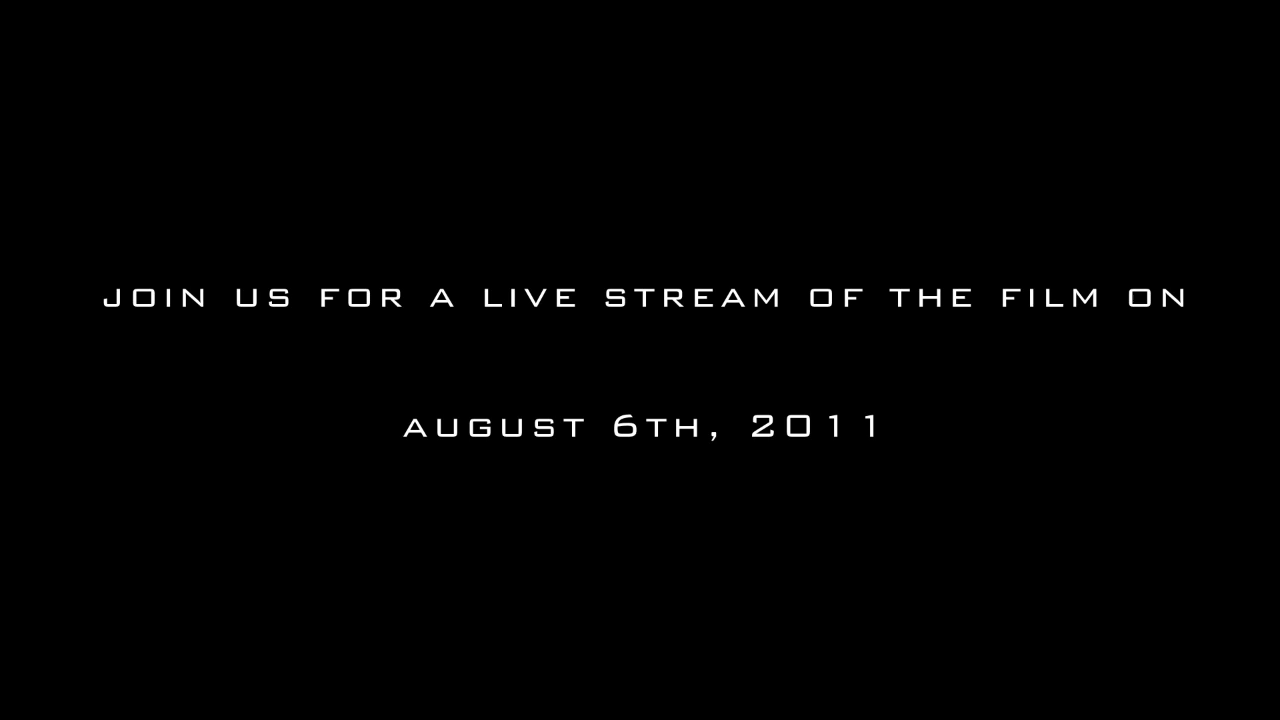 JOIN US FOR A LIVE STREAM OF THE FILM ON
AUGUST 6TH, 2011